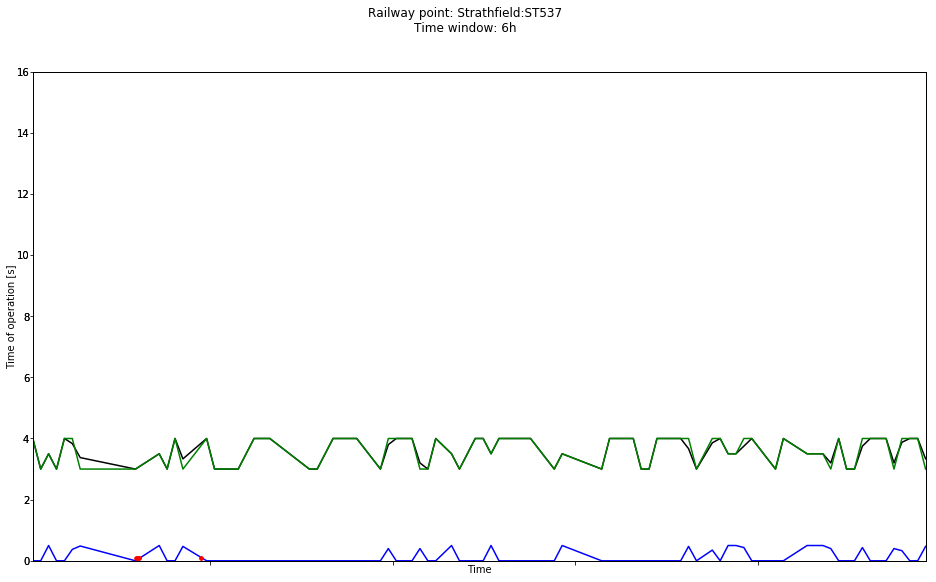 Railway point: Strathfield:ST537
Time window: 6h
16
14
12
10
8
6
4
2
0
Time of operation [s]
Time